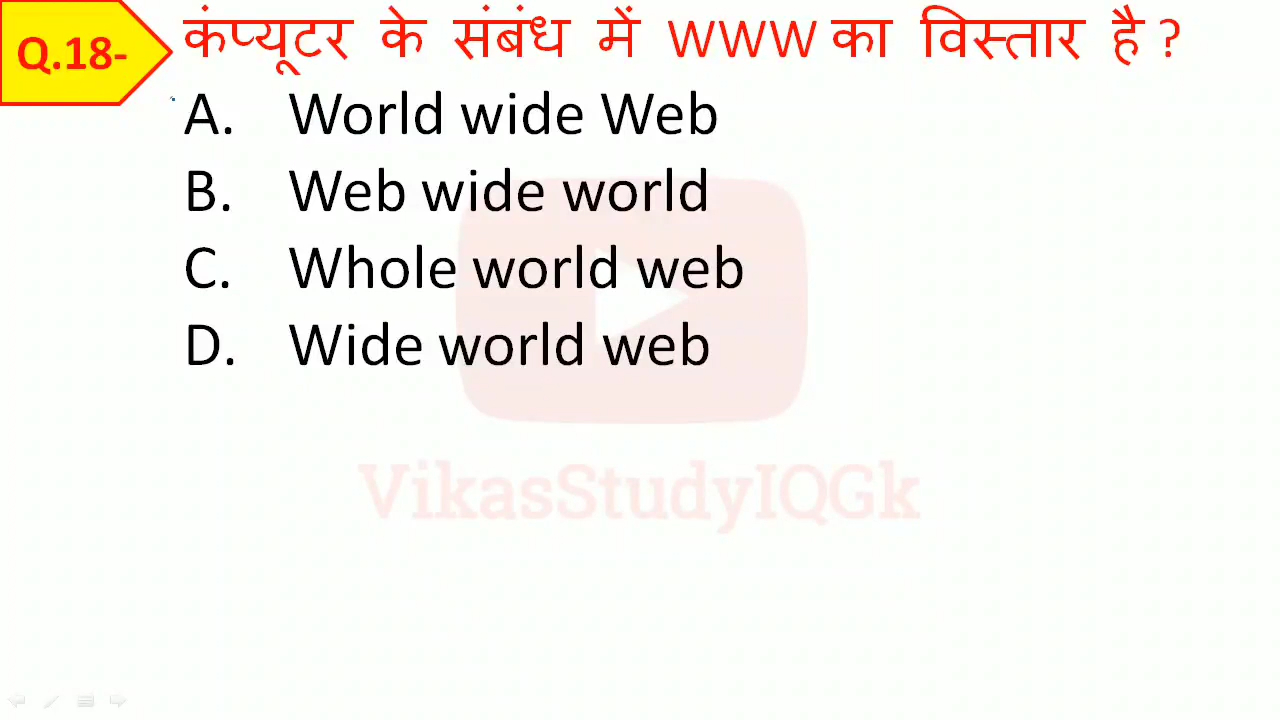 Q.18- कंप्यूटर के संबंध में WWW का विस्तार है ?
A. World wide Web
B. Web wide world
C. Whole world web
D. Wide world web
VikasStudyIQGk